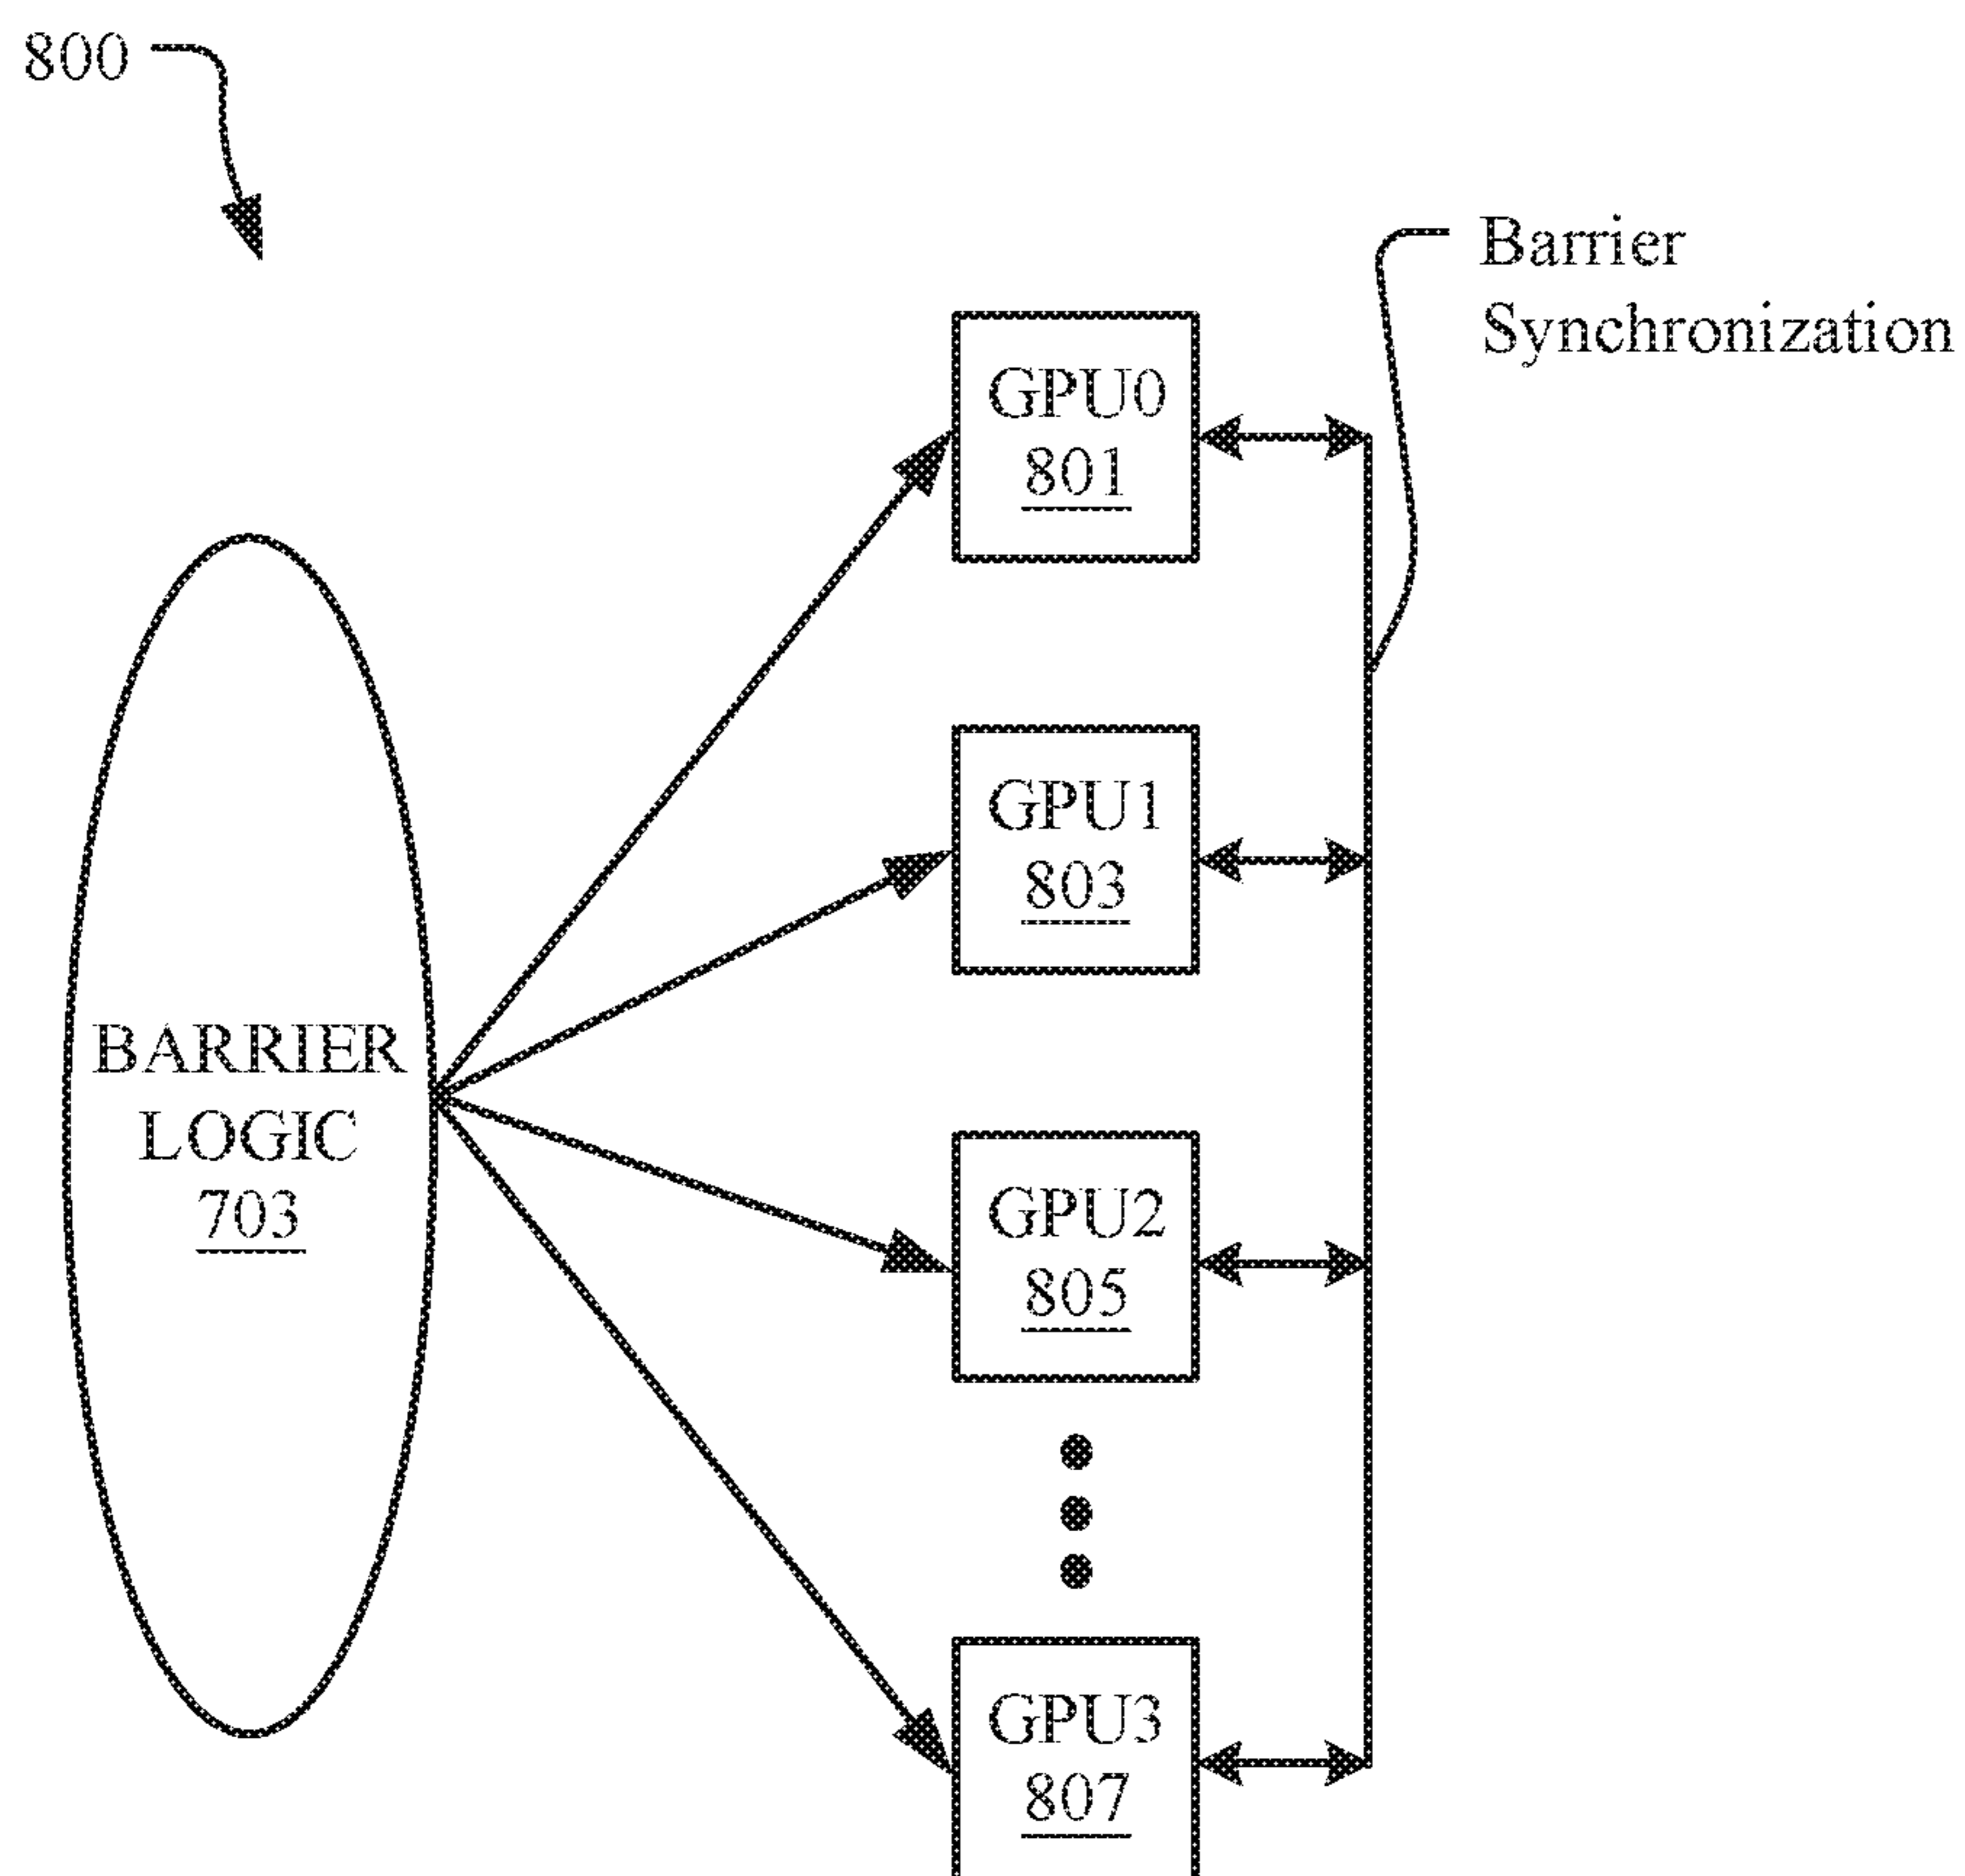 800
Barrier
Synchronization
GPU0
801
GPU1
803
BARRIER
LOGIC
703
GPU2
805
GPU3
807